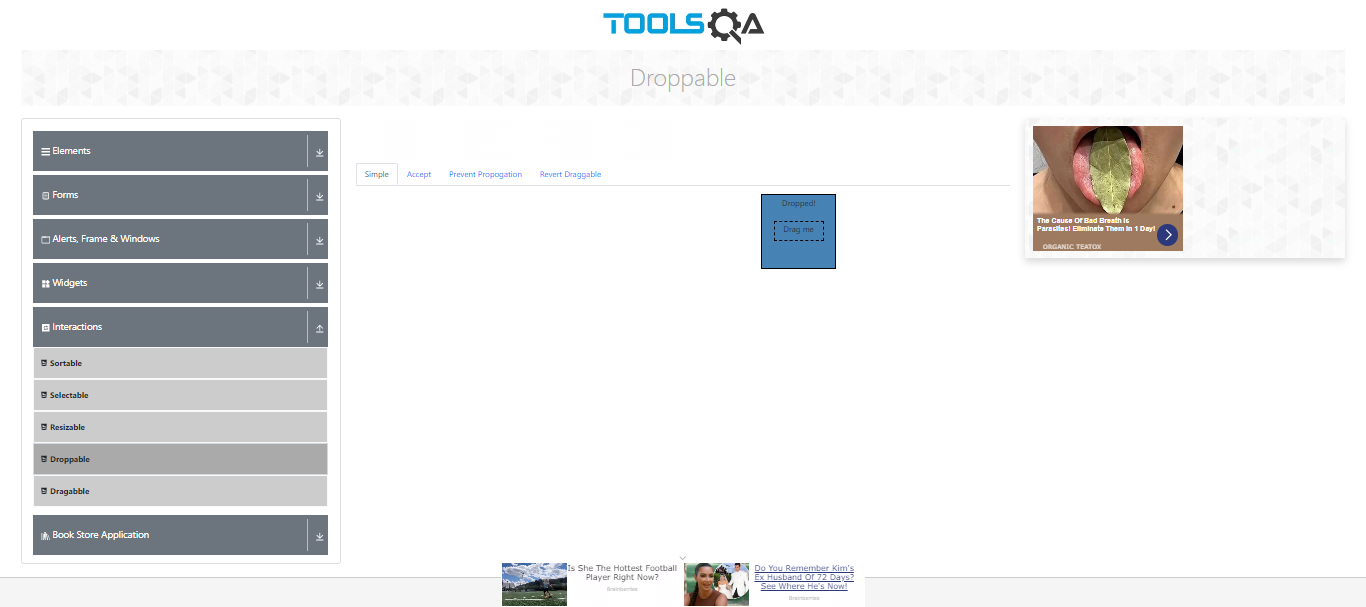 TOOLSQA
Droppable
Elements
Forms
Alerts, Frame & Windows
Widgets
Interactions
Sortable
Selectable
Resizable
Droppable
Dragabble
Book Store Application
Simple
Accept
Prevent Propogation
Revert Draggable
Dropped!
Drag me
The Cause Of Bad Breath Is
Parasites! Eliminate Them In 1 Day!
ORGANIC TEATOX
Is She The Hottest Football
Player Right Now?
Brainberries
Do You Remember Kim's
Ex Husband Of 72 Days?
See Where He's Now!
Brainberries